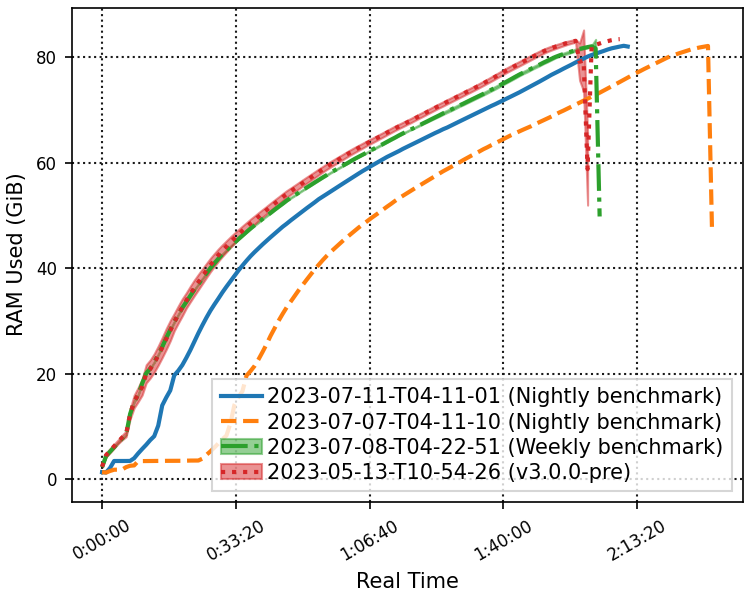 80
60
40
20
0
RAM Used (GiB)
2023-07-11-T04-11-01 (Nightly benchmark)
2023-07-07-T04-11-10 (Nightly benchmark)
2023-07-08-T04-22-51 (Weekly benchmark)
2023-05-13-T10-54-26 (v3.0.0-pre)
0:00:00
0:33:20
1:06:40
1:40:00
2:13:20
Real Time